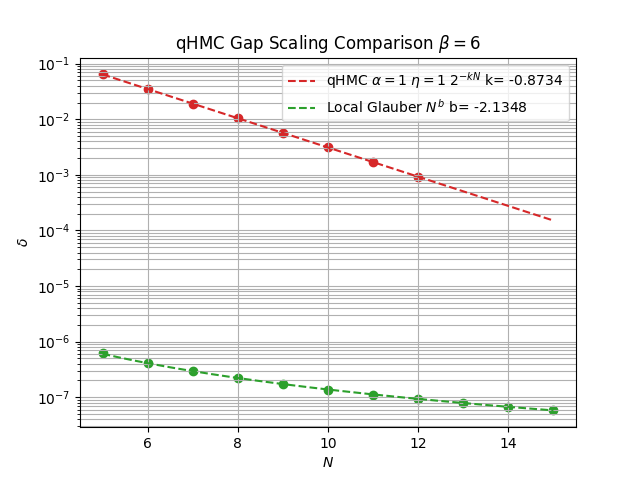 qHMC Gap Scaling Comparison β = 6
qHMC α = 1 η = 1 2^{-kN} k= -0.8734
Local Glauber N^b b= -2.1348
10^{-1}
10^{-2}
10^{-3}
10^{-4}
10^{-5}
10^{-6}
10^{-7}
δ
6 8 10 12 14
N